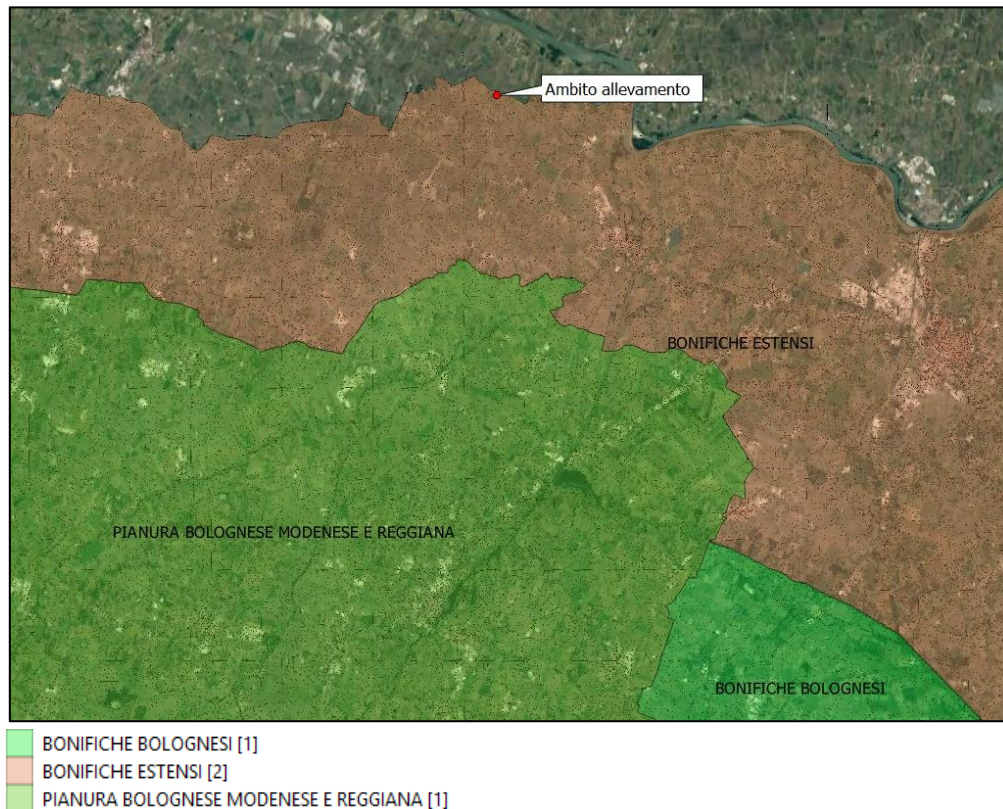 Ambito allevamento
BONIFICHE ESTENSI
PIANURA BOLOGNESE MODENESE E REGGIANA
BONIFICHE BOLOGNESI
BONIFICHE BOLOGNESI [1]
BONIFICHE ESTENSI [2]
PIANURA BOLOGNESE MODENESE E REGGIANA [1]